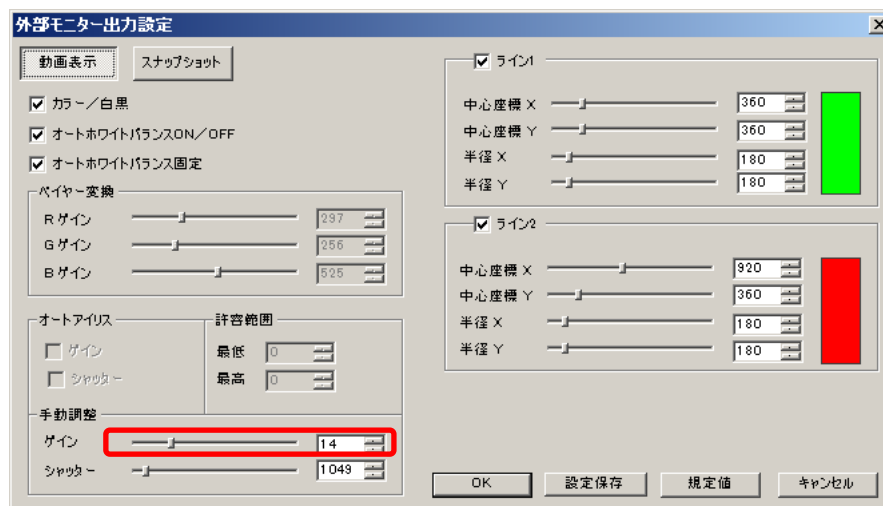 外部モニター出力設定
動画表示
スナップショット
カラー/白黒
オートホワイトバランスON/OFF
オートホワイトバランス固定
ベイヤー変換
Rゲイン 297
Gゲイン 256
Bゲイン 525
オートアイリス
ゲイン
シャッター
許容範囲
最低 0
最高 0
手動調整
ゲイン 14
シャッター 1049
ライン1
中心座標 X 360
中心座標 Y 360
半径 X 180
半径 Y 180
ライン2
中心座標 X 920
中心座標 Y 360
半径 X 180
半径 Y 180
OK
設定保存
規定値
キャンセル